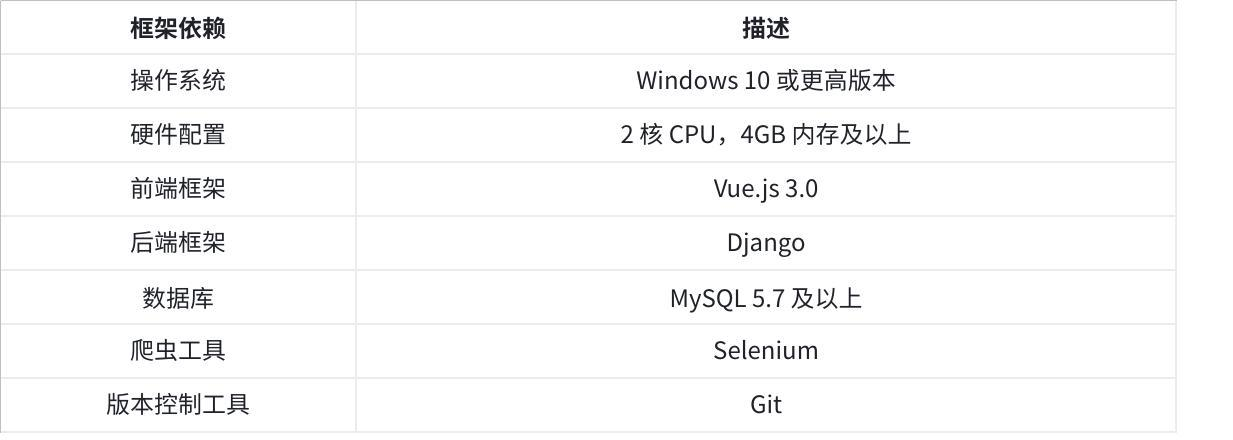 框架依赖 描述
操作系统 Windows 10 或更高版本
硬件配置 2 核 CPU，4GB 内存及以上
前端框架 Vue.js 3.0
后端框架 Django
数据库 MySQL 5.7 及以上
爬虫工具 Selenium
版本控制工具 Git